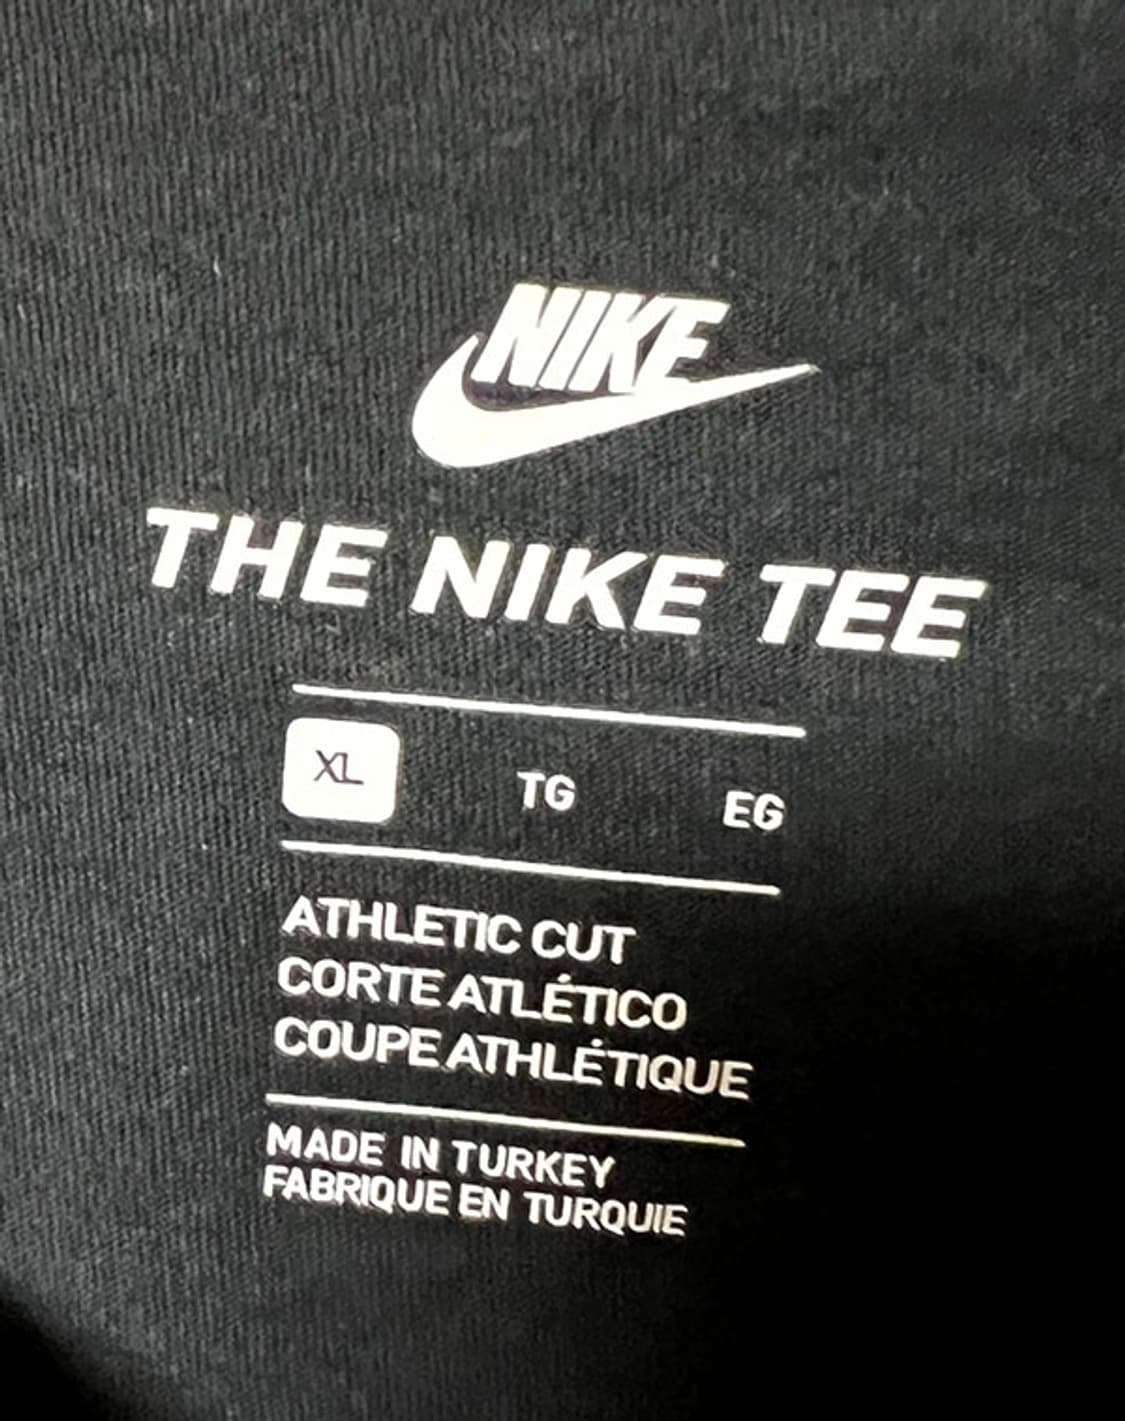 NIKE
THE NIKE TEE
XL TG EG
ATHLETIC CUT
CORTE ATLÉTICO
COUPE ATHLÉTIQUE
MADE IN TURKEY
FABRIQUE EN TURQUIE